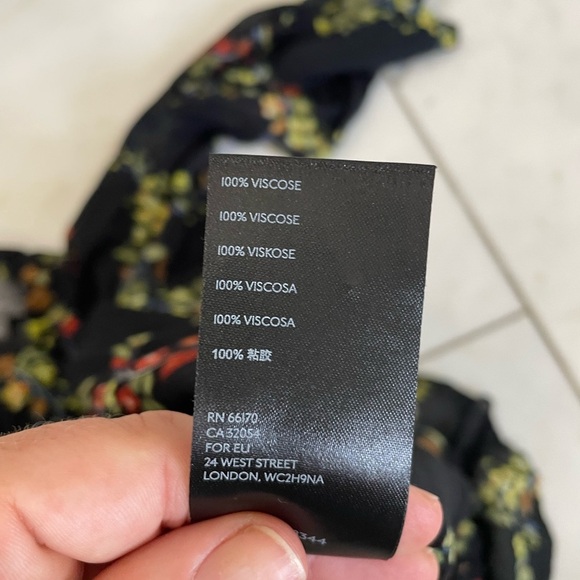 100% VISCOSE
100% VISCOSE
100% VISKOSE
100% VISCOSA
100% VISCOSA
100% 粘胶
RN 66170
CA 32054
FOR EU
24 WEST STREET
LONDON, WC2H9NA